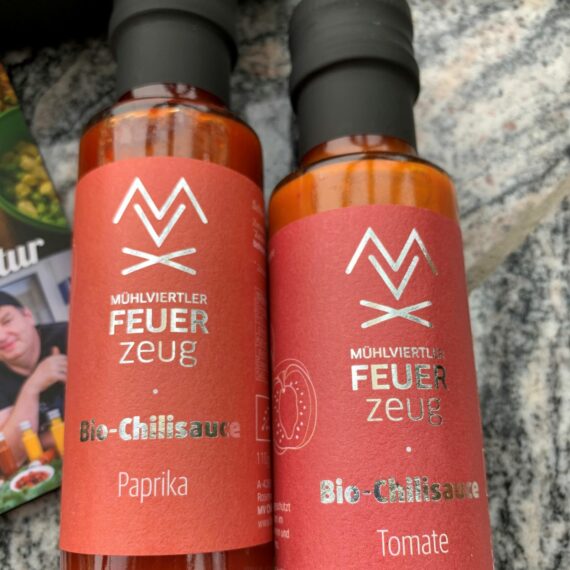 MÜHLVIERTLER
FEUER
zeug
Bio-Chilisauce
Paprika
MÜHLVIERTLER
FEUER
zeug
Bio-Chilisauce
Tomate
tur